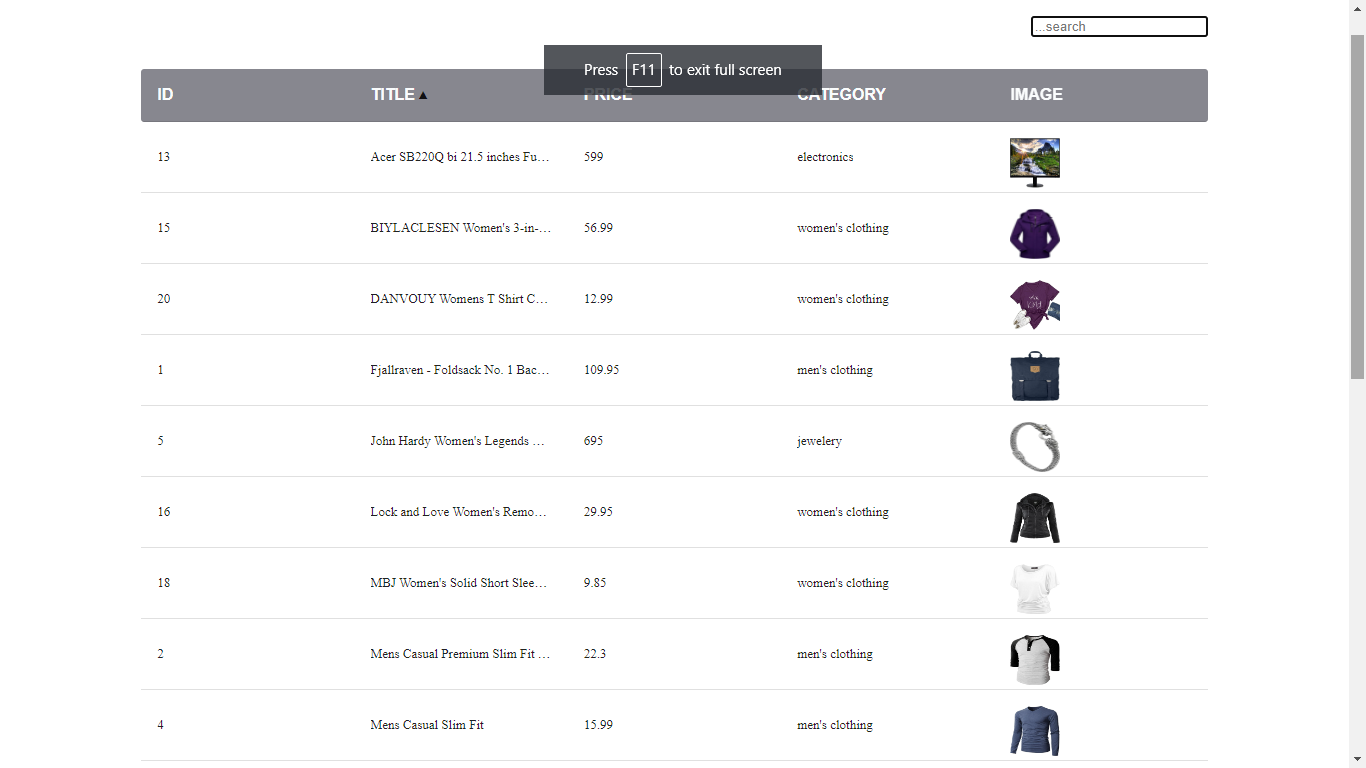 ...search
Press F11 to exit full screen
ID TITLE ▲ PRICE CATEGORY IMAGE
13 Acer SB220Q bi 21.5 inches Fu... 599 electronics
15 BIYLACLESEN Women's 3-in-... 56.99 women's clothing
20 DANVOUY Womens T Shirt C... 12.99 women's clothing
1 Fjallraven - Foldsack No. 1 Bac... 109.95 men's clothing
5 John Hardy Women's Legends ... 695 jewelery
16 Lock and Love Women's Remo... 29.95 women's clothing
18 MBJ Women's Solid Short Slee... 9.85 women's clothing
2 Mens Casual Premium Slim Fit ... 22.3 men's clothing
4 Mens Casual Slim Fit 15.99 men's clothing